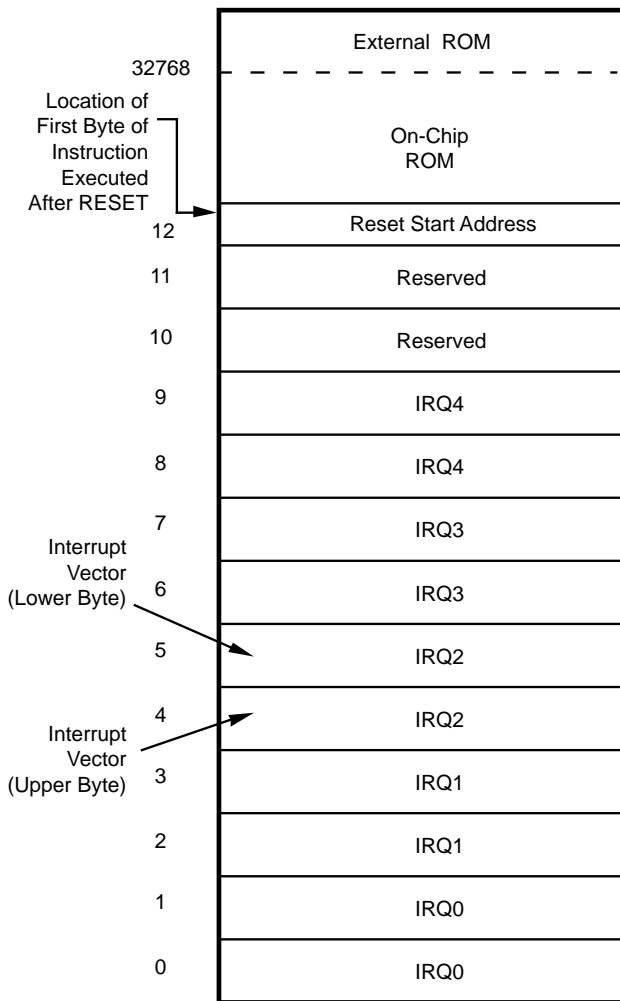 External ROM
32768
Location of
First Byte of
Instruction
Executed
After RESET
On-Chip
ROM
12
Reset Start Address
11
Reserved
10
Reserved
9
IRQ4
8
IRQ4
7
IRQ3
Interrupt
Vector
(Lower Byte)
6
IRQ3
5
IRQ2
4
IRQ2
Interrupt
Vector
(Upper Byte)
3
IRQ1
2
IRQ1
1
IRQ0
0
IRQ0